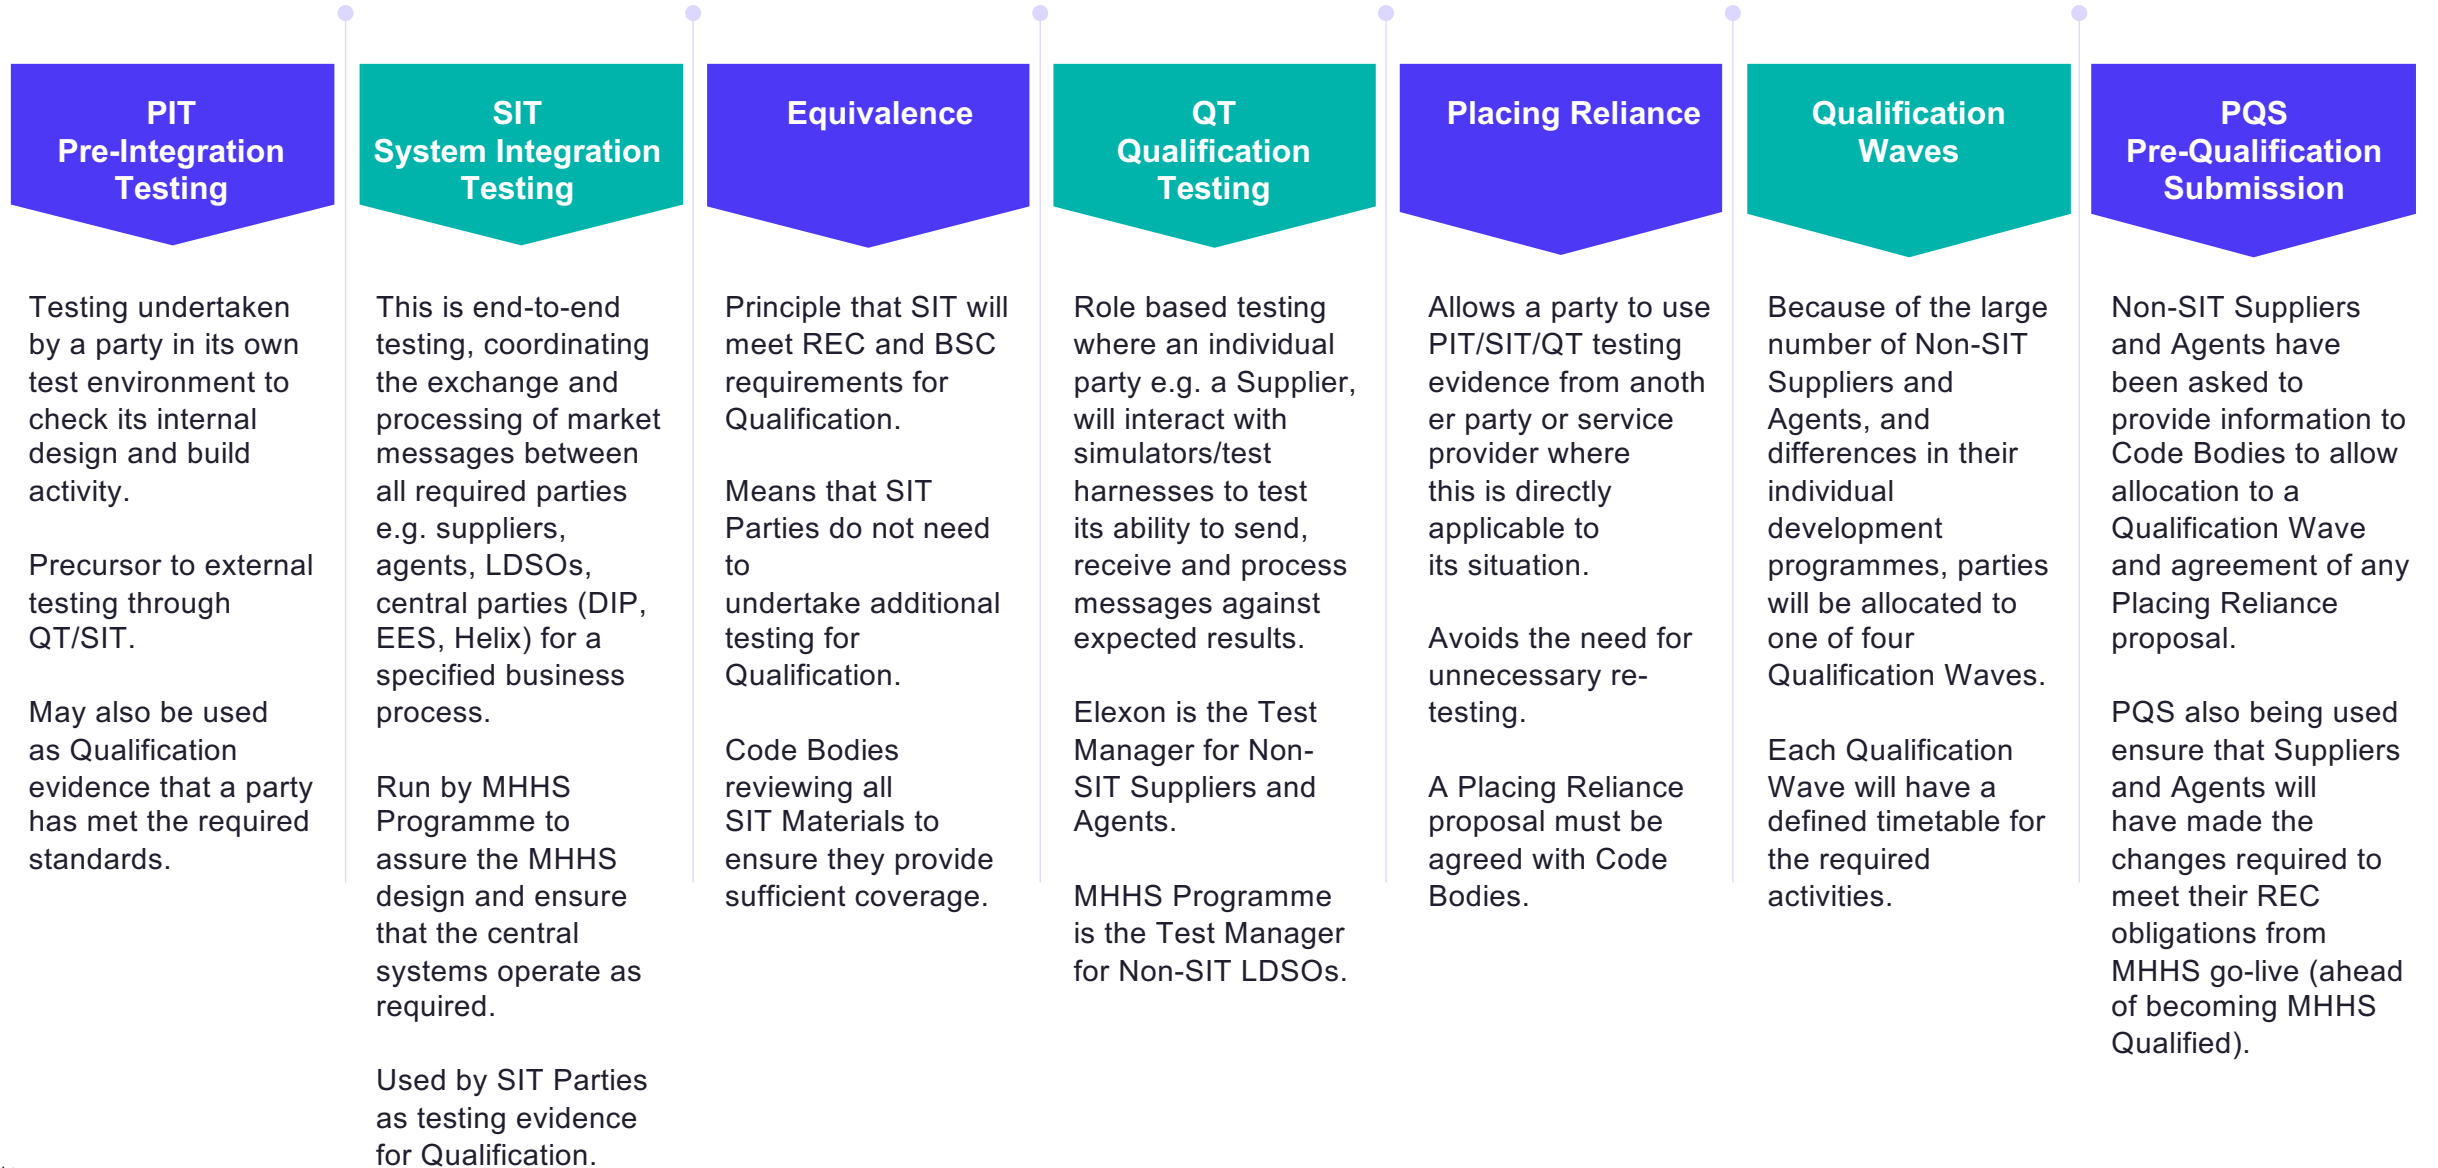 PIT
Pre-Integration
Testing
Testing undertaken
by a party in its own
test environment to
check its internal
design and build
activity.
Precursor to external
testing through
QT/SIT.
May also be used
as Qualification
evidence that a party
has met the required
standards.
SIT
System Integration
Testing
This is end-to-end
testing, coordinating
the exchange and
processing of market
messages between
all required parties
e.g. suppliers,
agents, LDSOs,
central parties (DIP,
EES, Helix) for a
specified business
process.
Run by MHHS
Programme to
assure the MHHS
design and ensure
that the central
systems operate as
required.
Used by SIT Parties
as testing evidence
for Qualification.
Equivalence
Principle that SIT will
meet REC and BSC
requirements for
Qualification.
Means that SIT
Parties do not need
to
undertake additional
testing for
Qualification.
Code Bodies
reviewing all
SIT Materials to
ensure they provide
sufficient coverage.
QT
Qualification
Testing
Role based testing
where an individual
party e.g. a Supplier,
will interact with
simulators/test
harnesses to test
its ability to send,
receive and process
messages against
expected results.
Elexon is the Test
Manager for Non-
SIT Suppliers and
Agents.
MHHS Programme
is the Test Manager
for Non-SIT LDSOs.
Placing Reliance
Allows a party to use
PIT/SIT/QT testing
evidence from anoth
er party or service
provider where
this is directly
applicable to
its situation.
Avoids the need for
unnecessary re-
testing.
A Placing Reliance
proposal must be
agreed with Code
Bodies.
Qualification
Waves
Because of the large
number of Non-SIT
Suppliers and
Agents, and
differences in their
individual
development
programmes, parties
will be allocated to
one of four
Qualification Waves.
Each Qualification
Wave will have a
defined timetable for
the required
activities.
PQS
Pre-Qualification
Submission
Non-SIT Suppliers
and Agents have
been asked to
provide information to
Code Bodies to allow
allocation to a
Qualification Wave
and agreement of any
Placing Reliance
proposal.
PQS also being used
ensure that Suppliers
and Agents will
have made the
changes required to
meet their REC
obligations from
MHHS go-live (ahead
of becoming MHHS
Qualified).